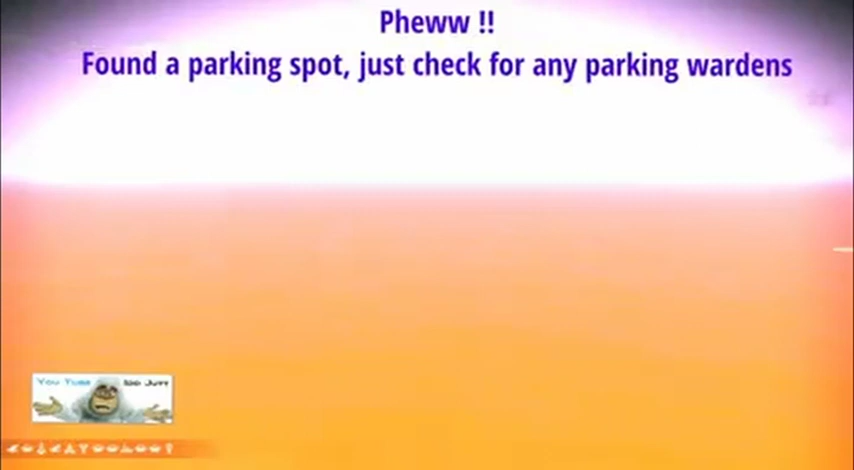 Pheww !!
Found a parking spot, just check for any parking wardens
You Tube